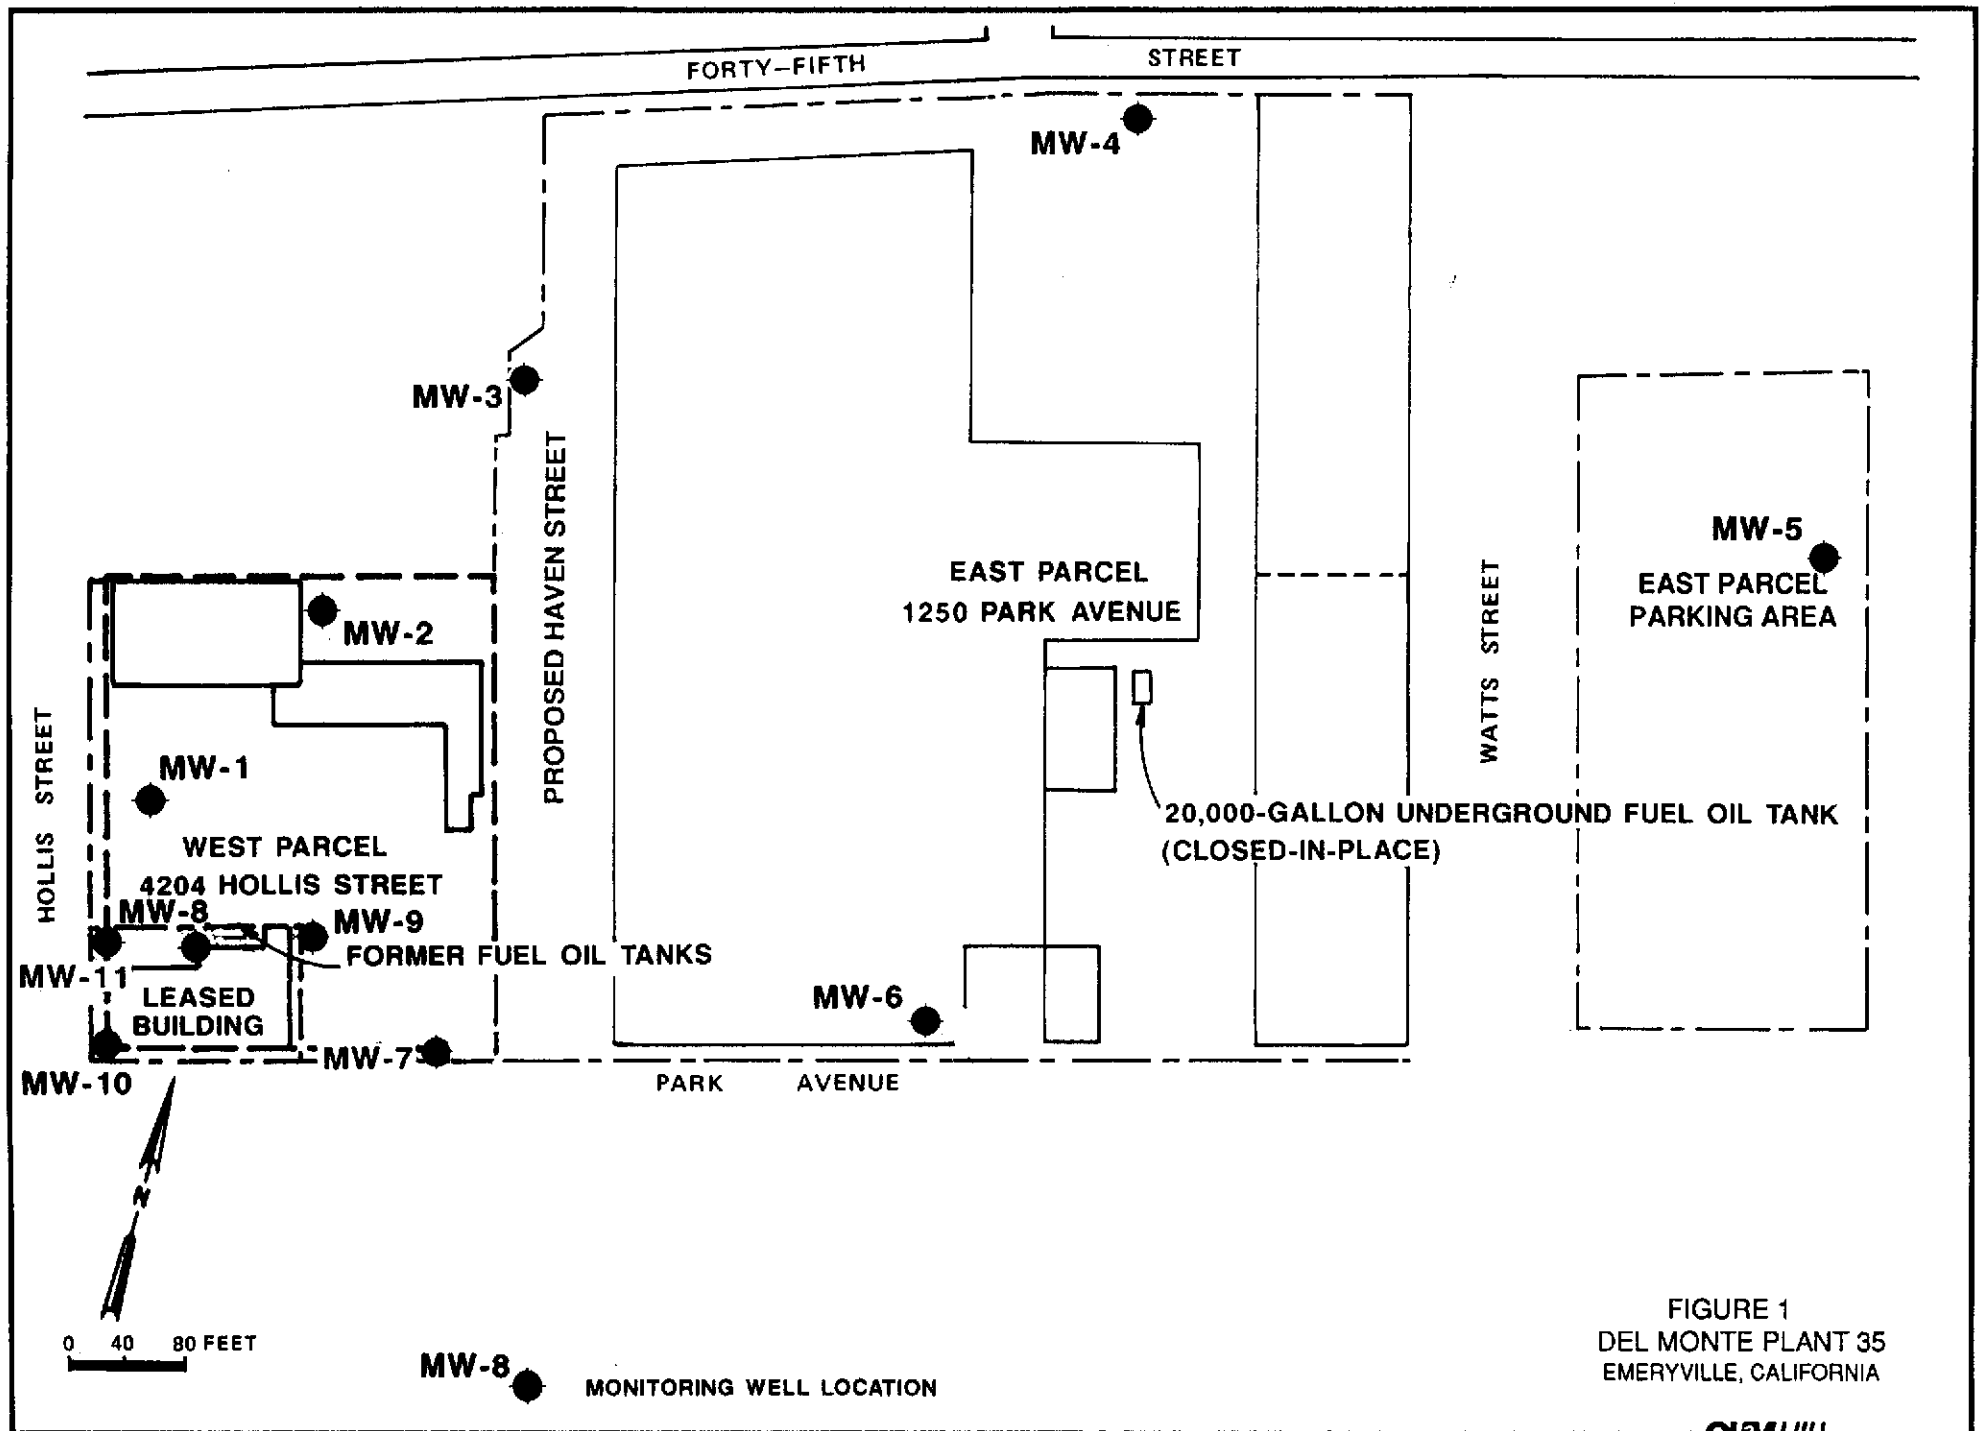 FORTY-FIFTH STREET
MW-4
MW-3
PROPOSED HAVEN STREET
MW-5
EAST PARCEL
PARKING AREA
EAST PARCEL
1250 PARK AVENUE
WATTS STREET
MW-2
HOLLIS STREET
MW-1
20,000-GALLON UNDERGROUND FUEL OIL TANK
(CLOSED-IN-PLACE)
WEST PARCEL
4204 HOLLIS STREET
MW-8
MW-9
FORMER FUEL OIL TANKS
MW-11
LEASED
BUILDING
MW-6
MW-7
MW-10
PARK AVENUE
N
0 40 80 FEET
MW-8
MONITORING WELL LOCATION
FIGURE 1
DEL MONTE PLANT 35
EMERYVILLE, CALIFORNIA